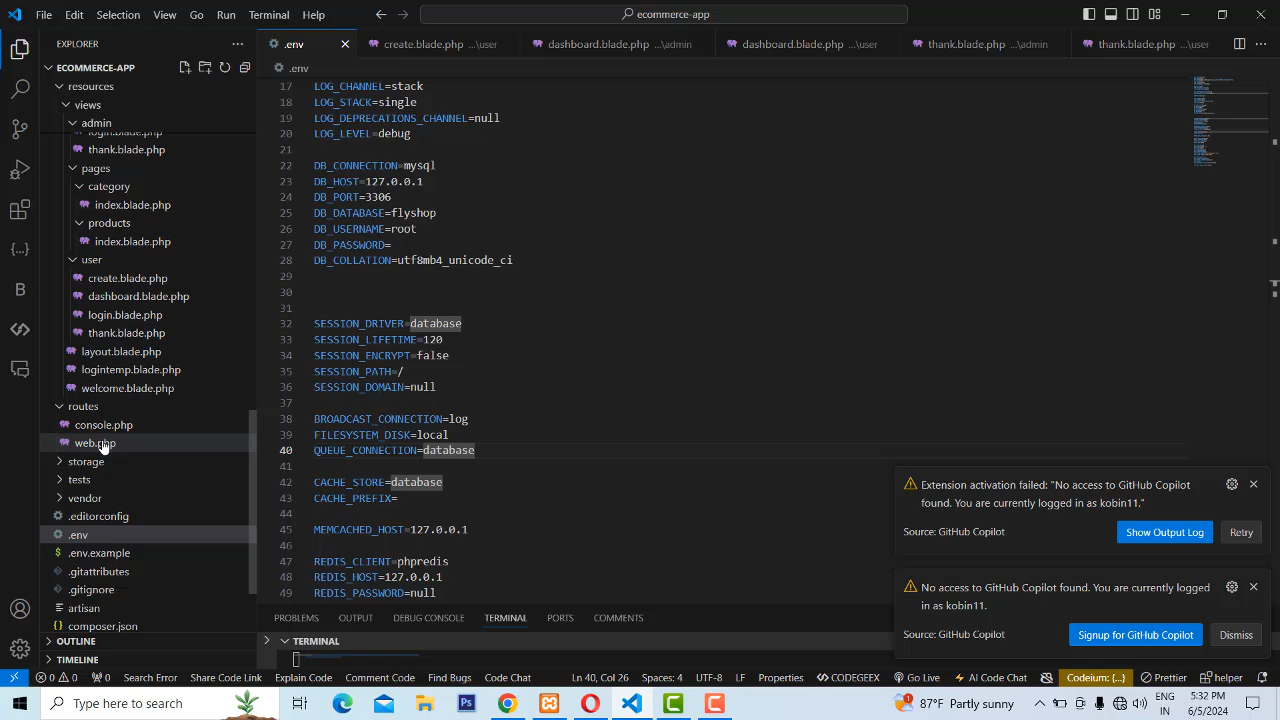 File Edit Selection View Go Run Terminal Help
ecommerce-app
EXPLORER
ECOMMERCE-APP
resources
views
admin
login.blade.php
thank.blade.php
pages
category
index.blade.php
products
index.blade.php
user
create.blade.php
dashboard.blade.php
login.blade.php
thank.blade.php
layout.blade.php
logintemp.blade.php
welcome.blade.php
routes
console.php
web.php
storage
tests
vendor
.editorconfig
.env
.env.example
.gitattributes
.gitignore
artisan
composer.json
OUTLINE
TIMELINE
.env create.blade.php ...\user dashboard.blade.php ...\admin dashboard.blade.php ...\user thank.blade.php ...\admin thank.blade.php ...\user
.env
17 LOG_CHANNEL=stack
18 LOG_STACK=single
19 LOG_DEPRECATIONS_CHANNEL=null
20 LOG_LEVEL=debug
21
22 DB_CONNECTION=mysql
23 DB_HOST=127.0.0.1
24 DB_PORT=3306
25 DB_DATABASE=flyshop
26 DB_USERNAME=root
27 DB_PASSWORD=
28 DB_COLLATION=utf8mb4_unicode_ci
29
30
31
32 SESSION_DRIVER=database
33 SESSION_LIFETIME=120
34 SESSION_ENCRYPT=false
35 SESSION_PATH=/
36 SESSION_DOMAIN=null
37
38 BROADCAST_CONNECTION=log
39 FILESYSTEM_DISK=local
40 QUEUE_CONNECTION=database
41
42 CACHE_STORE=database
43 CACHE_PREFIX=
44
45 MEMCACHED_HOST=127.0.0.1
46
47 REDIS_CLIENT=phpredis
48 REDIS_HOST=127.0.0.1
49 REDIS_PASSWORD=null
Extension activation failed: "No access to GitHub Copilot
found. You are currently logged in as kobin11."
Source: GitHub Copilot Show Output Log Retry
No access to GitHub Copilot found. You are currently logged
in as kobin11.
Source: GitHub Copilot Signup for GitHub Copilot Dismiss
PROBLEMS OUTPUT DEBUG CONSOLE TERMINAL PORTS COMMENTS
TERMINAL
0 0 0 Search Error Share Code Link Explain Code Comment Code Find Bugs Code Chat Ln 40, Col 26 Spaces: 4 UTF-8 LF Properties CODEGEEX Go Live AI Code Chat Codeium: {...} Prettier helper
Type here to search
Ps
87°F Partly sunny
ENG
IN
5:32 PM
6/5/2024